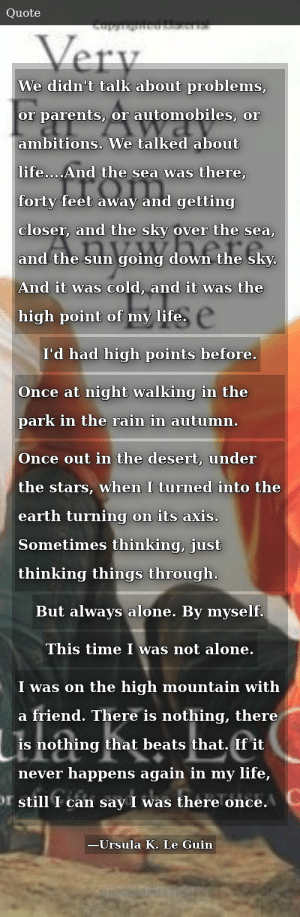 Quote
Copyrighted Material
Very
We didn't talk about problems,
or parents, or automobiles, or
Far Away
ambitions. We talked about
life....And the sea was there,
from
forty feet away and getting
closer, and the sky over the sea,
Anywhere
and the sun going down the sky.
And it was cold, and it was the
Else
high point of my life.
I'd had high points before.
Once at night walking in the
park in the rain in autumn.
Once out in the desert, under
the stars, when I turned into the
earth turning on its axis.
Sometimes thinking, just
thinking things through.
But always alone. By myself.
This time I was not alone.
I was on the high mountain with
a friend. There is nothing, there
is nothing that beats that. If it
never happens again in my life,
still I can say I was there once.
—Ursula K. Le Guin